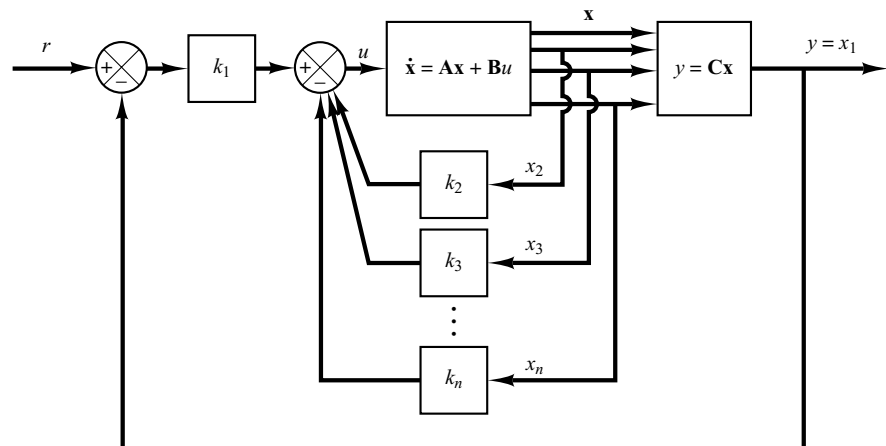 r
+
−
k₁
+
−
u
ẋ = Ax + Bu
x
y = Cx
y = x₁
k₂
x₂
k₃
x₃
⋮
kₙ
xₙ